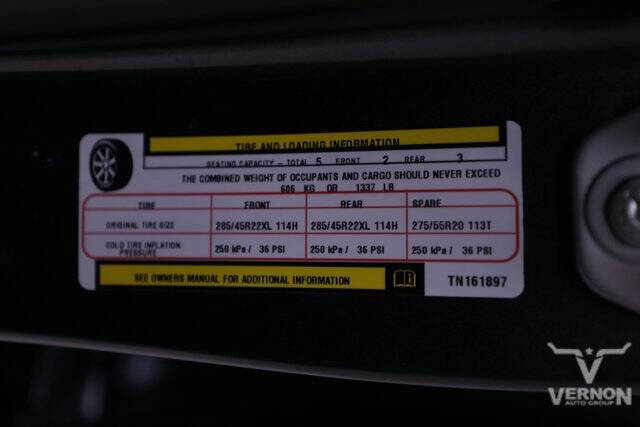 TIRE AND LOADING INFORMATION
SEATING CAPACITY - TOTAL 5 FRONT 2 REAR 3
THE COMBINED WEIGHT OF OCCUPANTS AND CARGO SHOULD NEVER EXCEED
606 KG OR 1337 LB
TIRE FRONT REAR SPARE
ORIGINAL TIRE SIZE 285/45R22XL 114H 285/45R22XL 114H 275/55R20 113T
COLD TIRE INFLATION PRESSURE 250 kPa / 36 PSI 250 kPa / 36 PSI 250 kPa / 36 PSI
SEE OWNERS MANUAL FOR ADDITIONAL INFORMATION TN161897
VERNON
AUTO GROUP